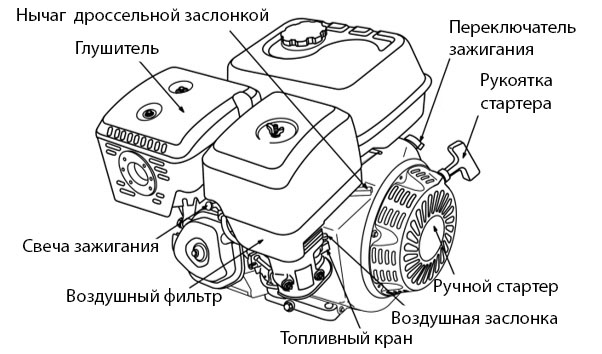 Нычаг дроссельной заслонкой
Глушитель
Переключатель
зажигания
Рукоятка
стартера
Свеча зажигания
Воздушный фильтр
Ручной стартер
Воздушная заслонка
Топливный кран